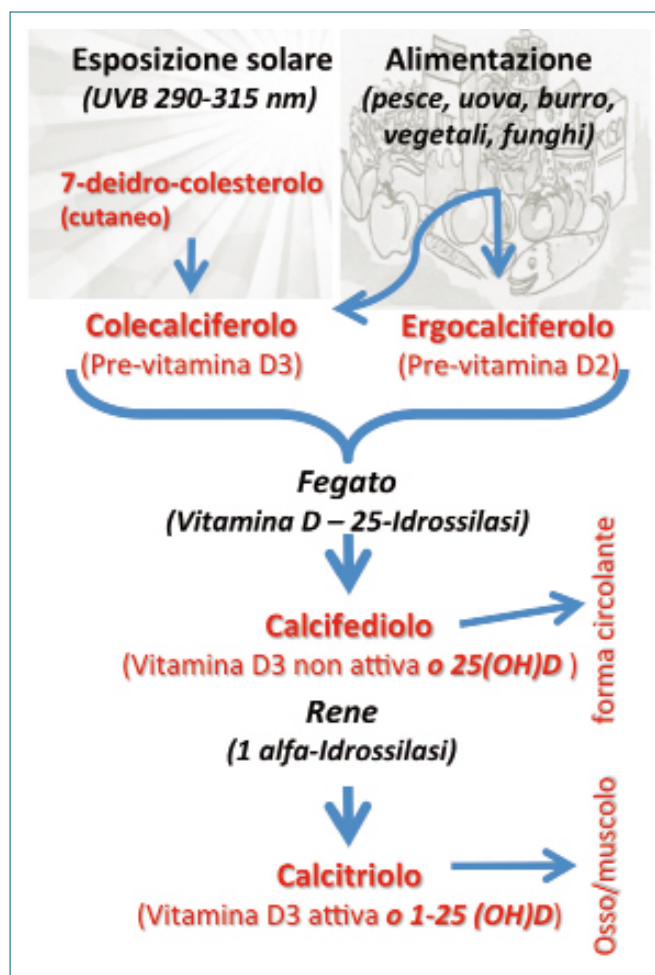 Esposizione solare
(UVB 290-315 nm)
7-deidro-colesterolo
(cutaneo)
Alimentazione
(pesce, uova, burro,
vegetali, funghi)
Colecalciferolo
(Pre-vitamina D3)
Ergocalciferolo
(Pre-vitamina D2)
Fegato
(Vitamina D – 25-Idrossilasi)
Calcifediolo
(Vitamina D3 non attiva o 25(OH)D )
forma circolante
Rene
(1 alfa-Idrossilasi)
Calcitriolo
(Vitamina D3 attiva o 1-25 (OH)D)
Osso/muscolo